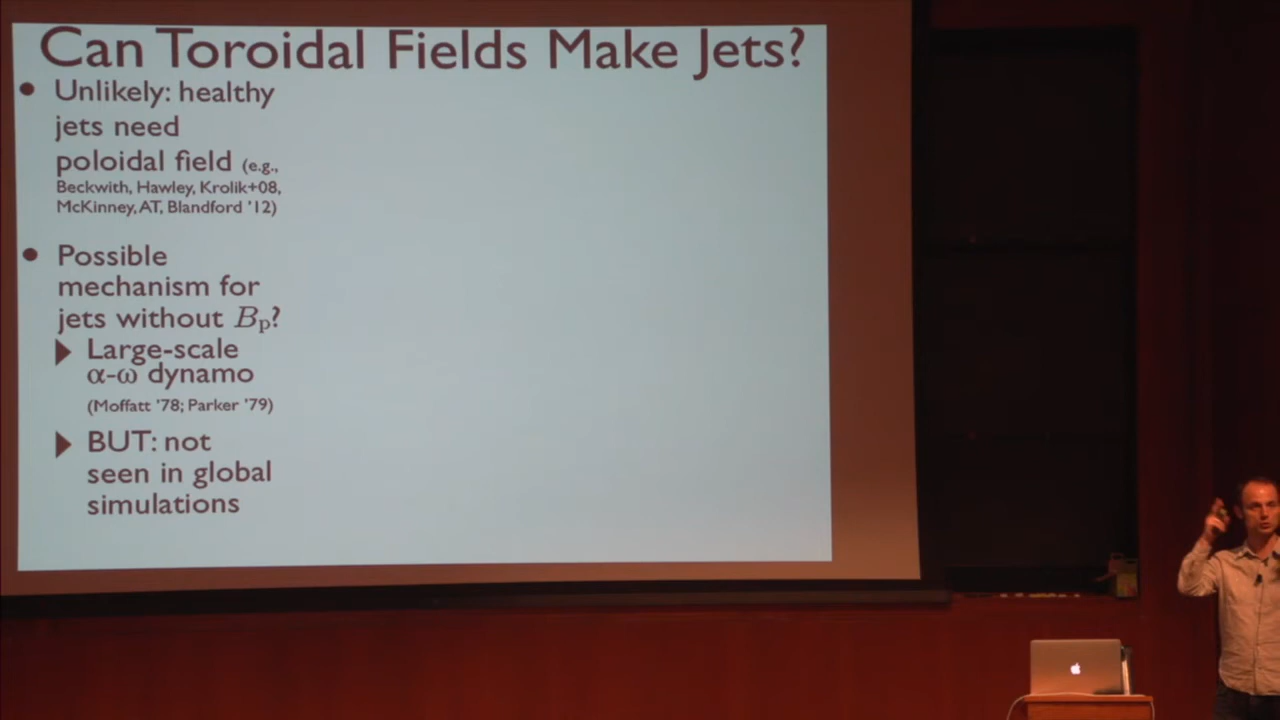 Can Toroidal Fields Make Jets?
• Unlikely: healthy
jets need
poloidal field (e.g.,
Beckwith, Hawley, Krolik+08,
McKinney, AT, Blandford '12)
• Possible
mechanism for
jets without Bp?
Large-scale
α-ω dynamo
(Moffatt '78; Parker '79)
BUT: not
seen in global
simulations